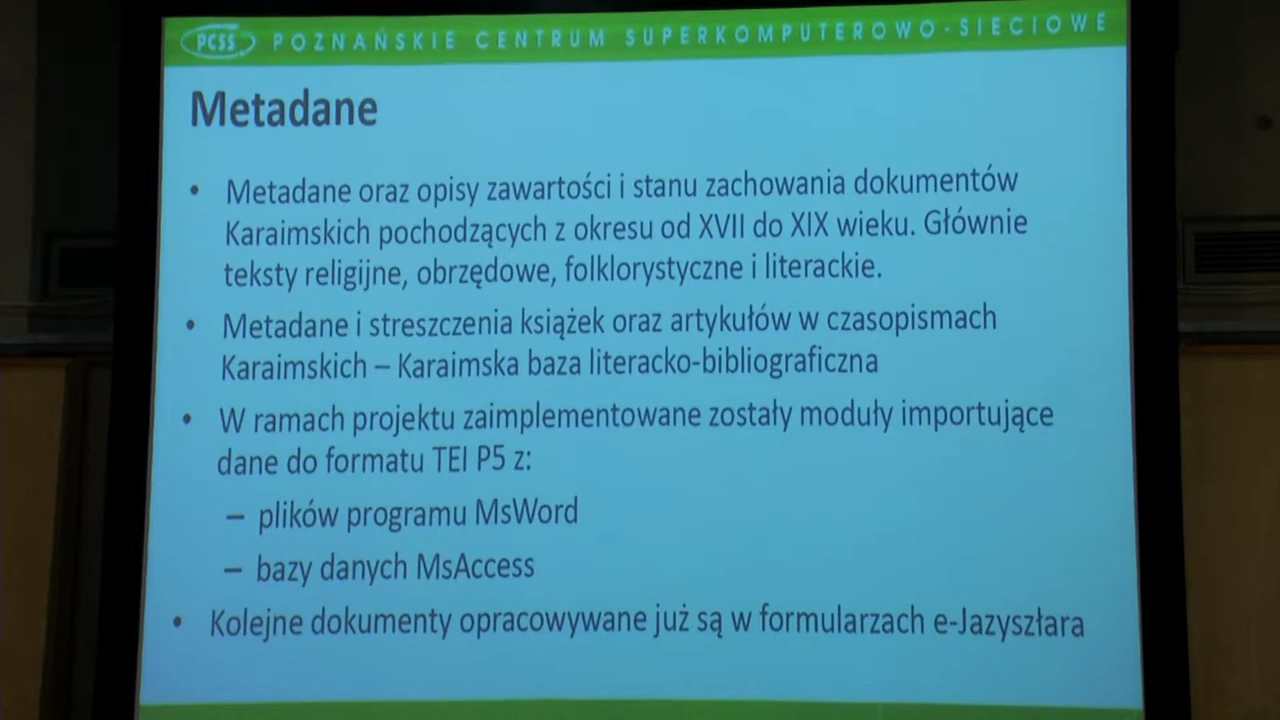 PCSS POZNAŃSKIE CENTRUM SUPERKOMPUTEROWO-SIECIOWE
Metadane
• Metadane oraz opisy zawartości i stanu zachowania dokumentów
Karaimskich pochodzących z okresu od XVII do XIX wieku. Głównie
teksty religijne, obrzędowe, folklorystyczne i literackie.
• Metadane i streszczenia książek oraz artykułów w czasopismach
Karaimskich – Karaimska baza literacko-bibliograficzna
• W ramach projektu zaimplementowane zostały moduły importujące
dane do formatu TEI P5 z:
– plików programu MsWord
– bazy danych MsAccess
• Kolejne dokumenty opracowywane już są w formularzach e-Jazyszłara